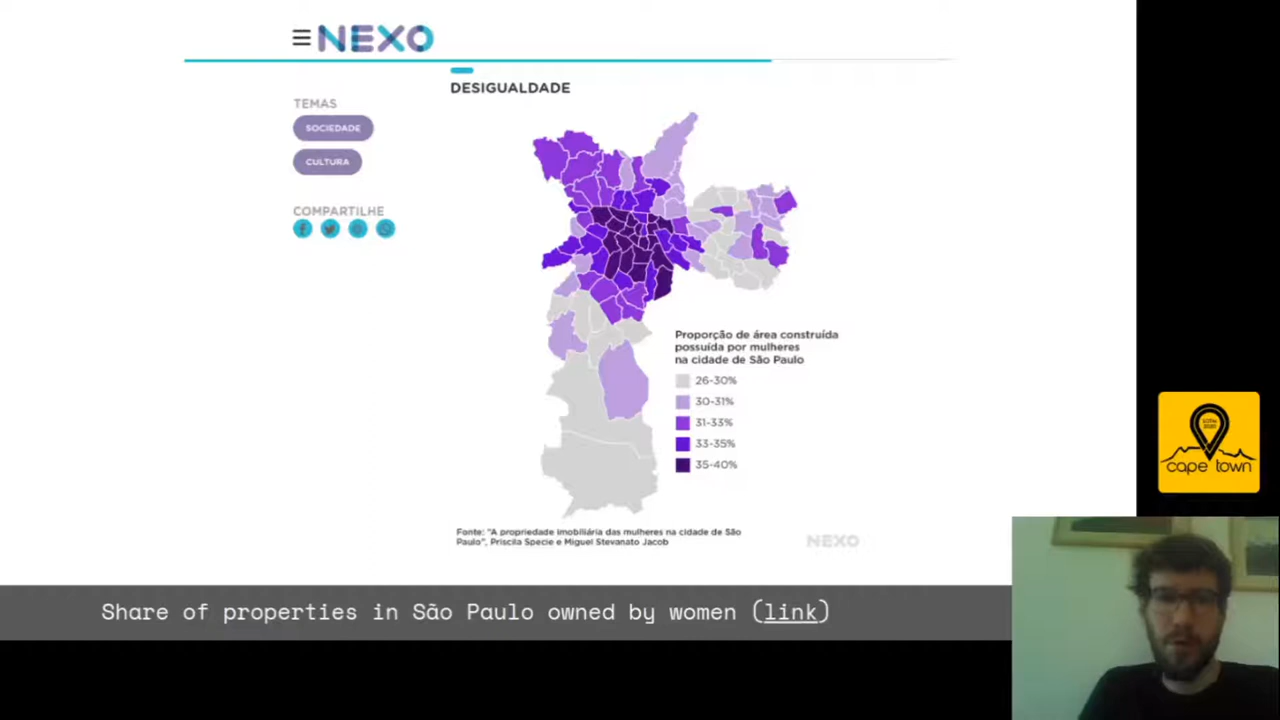 NEXO
DESIGUALDADE
TEMAS
SOCIEDADE
CULTURA
COMPARTILHE
Proporção de área construída
possuída por mulheres
na cidade de São Paulo
26-30%
30-31%
31-33%
33-35%
35-40%
Fonte: "A propriedade imobiliária das mulheres na cidade de São
Paulo", Priscila Specie e Miguel Stevanato Jacob
NEXO
SOTM
2020
cape town
Share of properties in São Paulo owned by women (link)